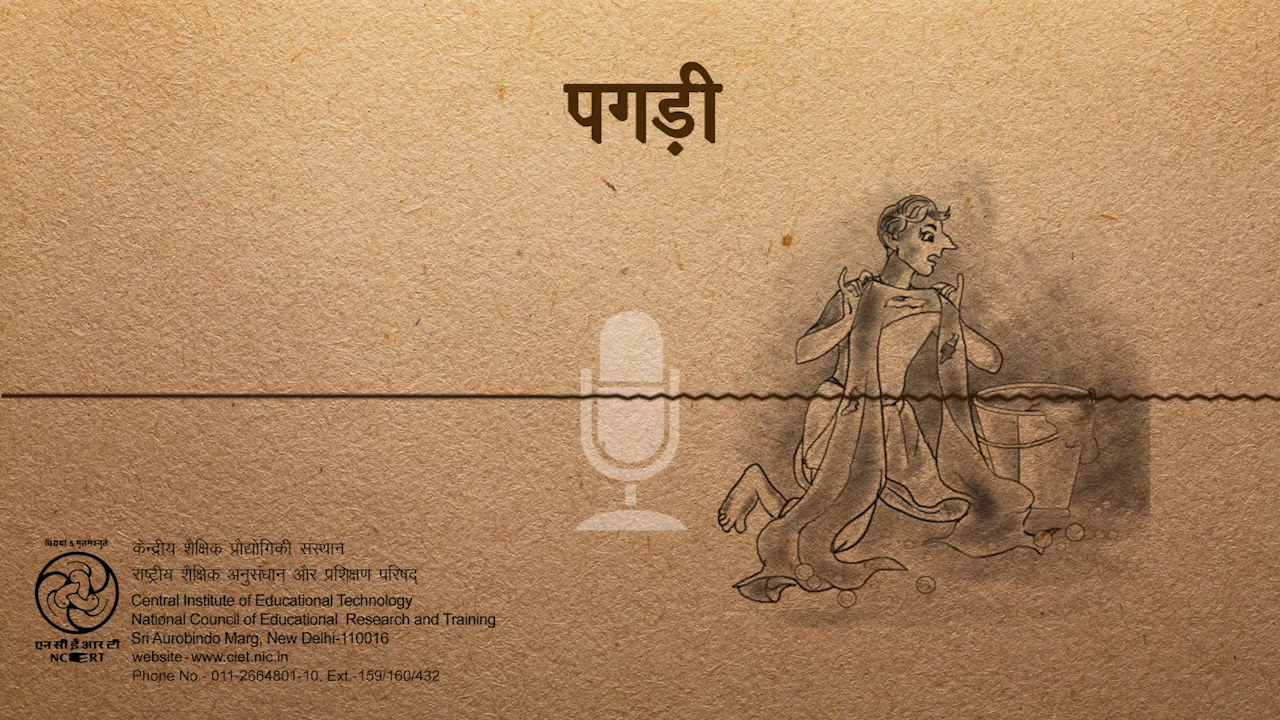 पगड़ी
विद्यया ऽ मृतमश्नुते
एन सी ई आर टी
NCERT
केन्द्रीय शैक्षिक प्रौद्योगिकी संस्थान
राष्ट्रीय शैक्षिक अनुसंधान और प्रशिक्षण परिषद्
Central Institute of Educational Technology
National Council of Educational Research and Training
Sri Aurobindo Marg, New Delhi-110016
website - www.ciet.nic.in
Phone No.- 011-2664801-10, Ext.-159/160/432